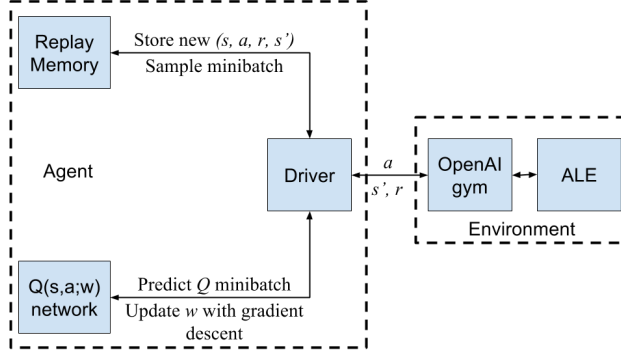 Replay
Memory
Store new (s, a, r, s’)
Sample minibatch
Agent
Driver
a
s’, r
OpenAI
gym
ALE
Environment
Q(s,a;w)
network
Predict Q minibatch
Update w with gradient
descent